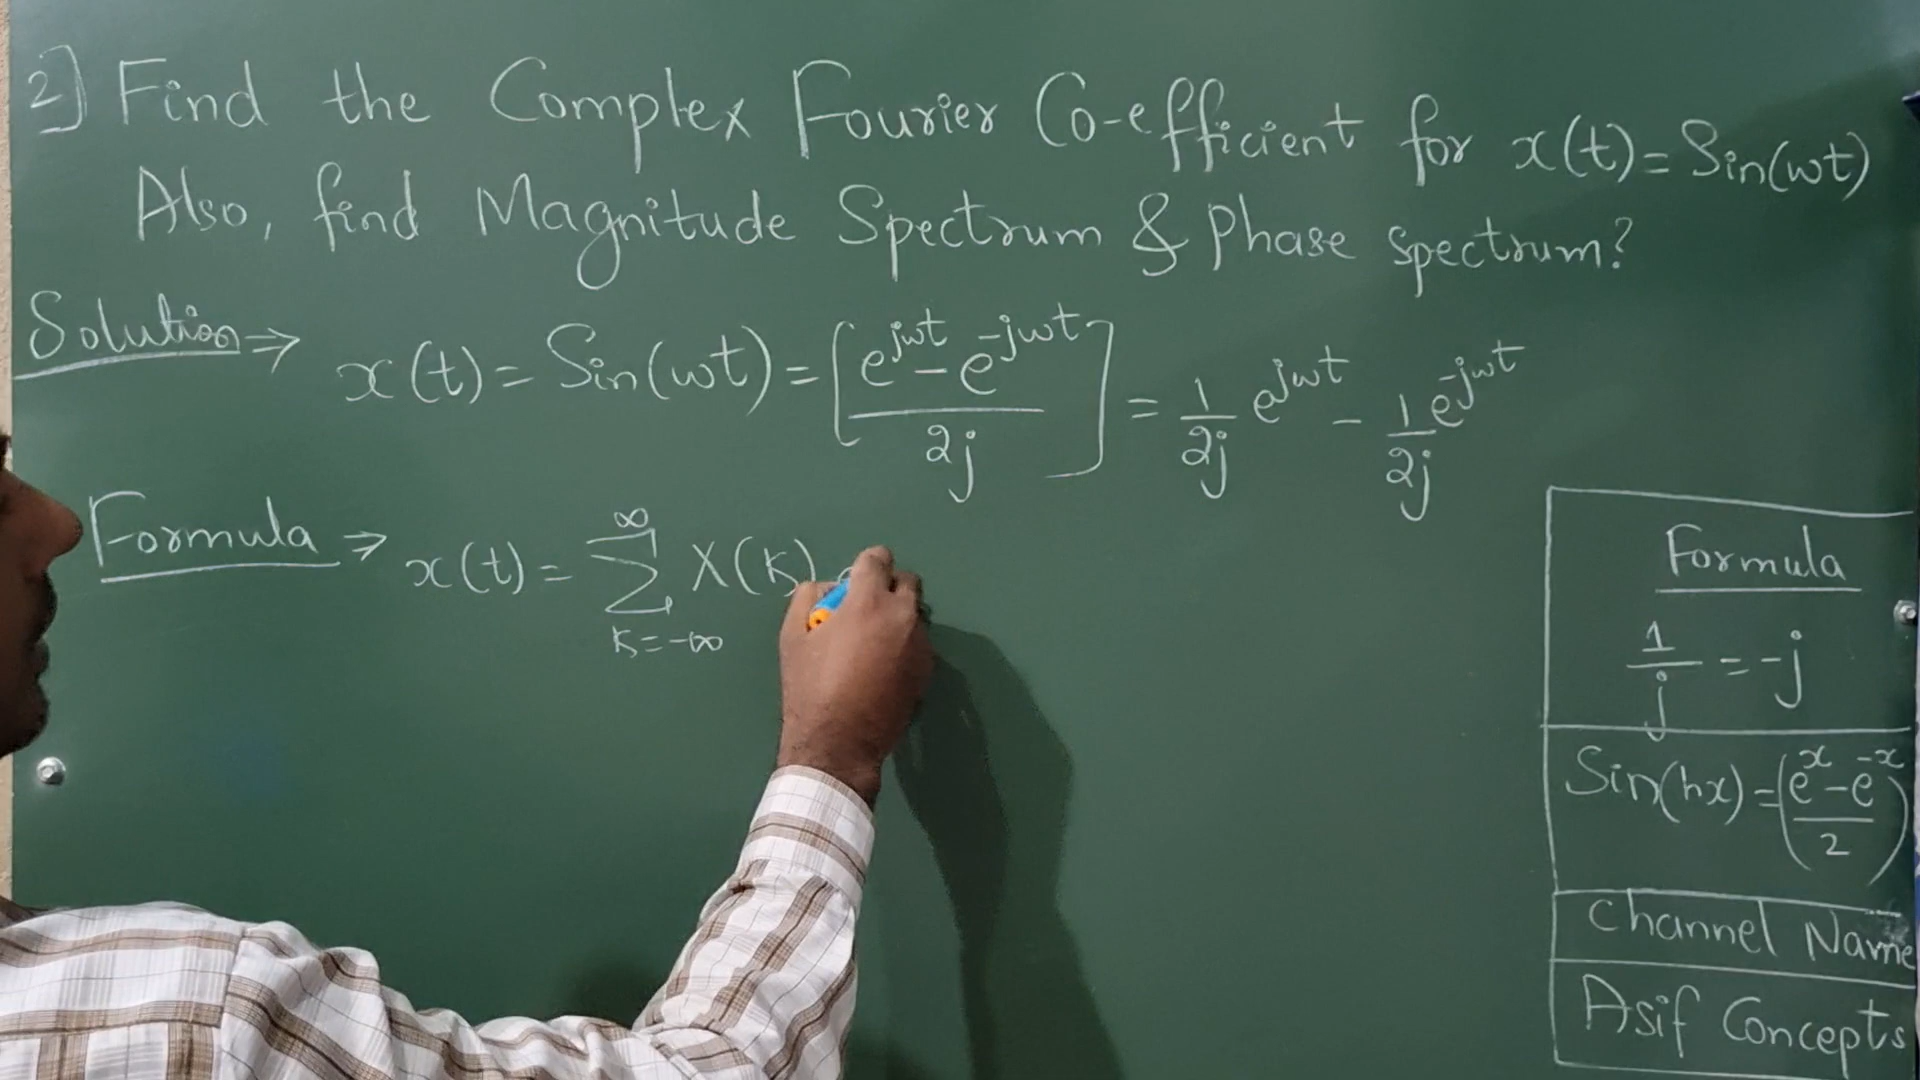 2] Find the Complex Fourier Co-efficient for x(t)=Sin(ωt)
Also, find Magnitude Spectrum & Phase spectrum?
Solution→ x(t)=Sin(ωt)=[e^jωt - e^-jωt / 2j] = 1/2j e^jωt - 1/2j e^-jωt
Formula → x(t)= ∞ Σ K=-∞ X(K)
Formula
1/j = -j
Sin(hx)=(e^x - e^-x / 2)
Channel Name
Asif Concepts